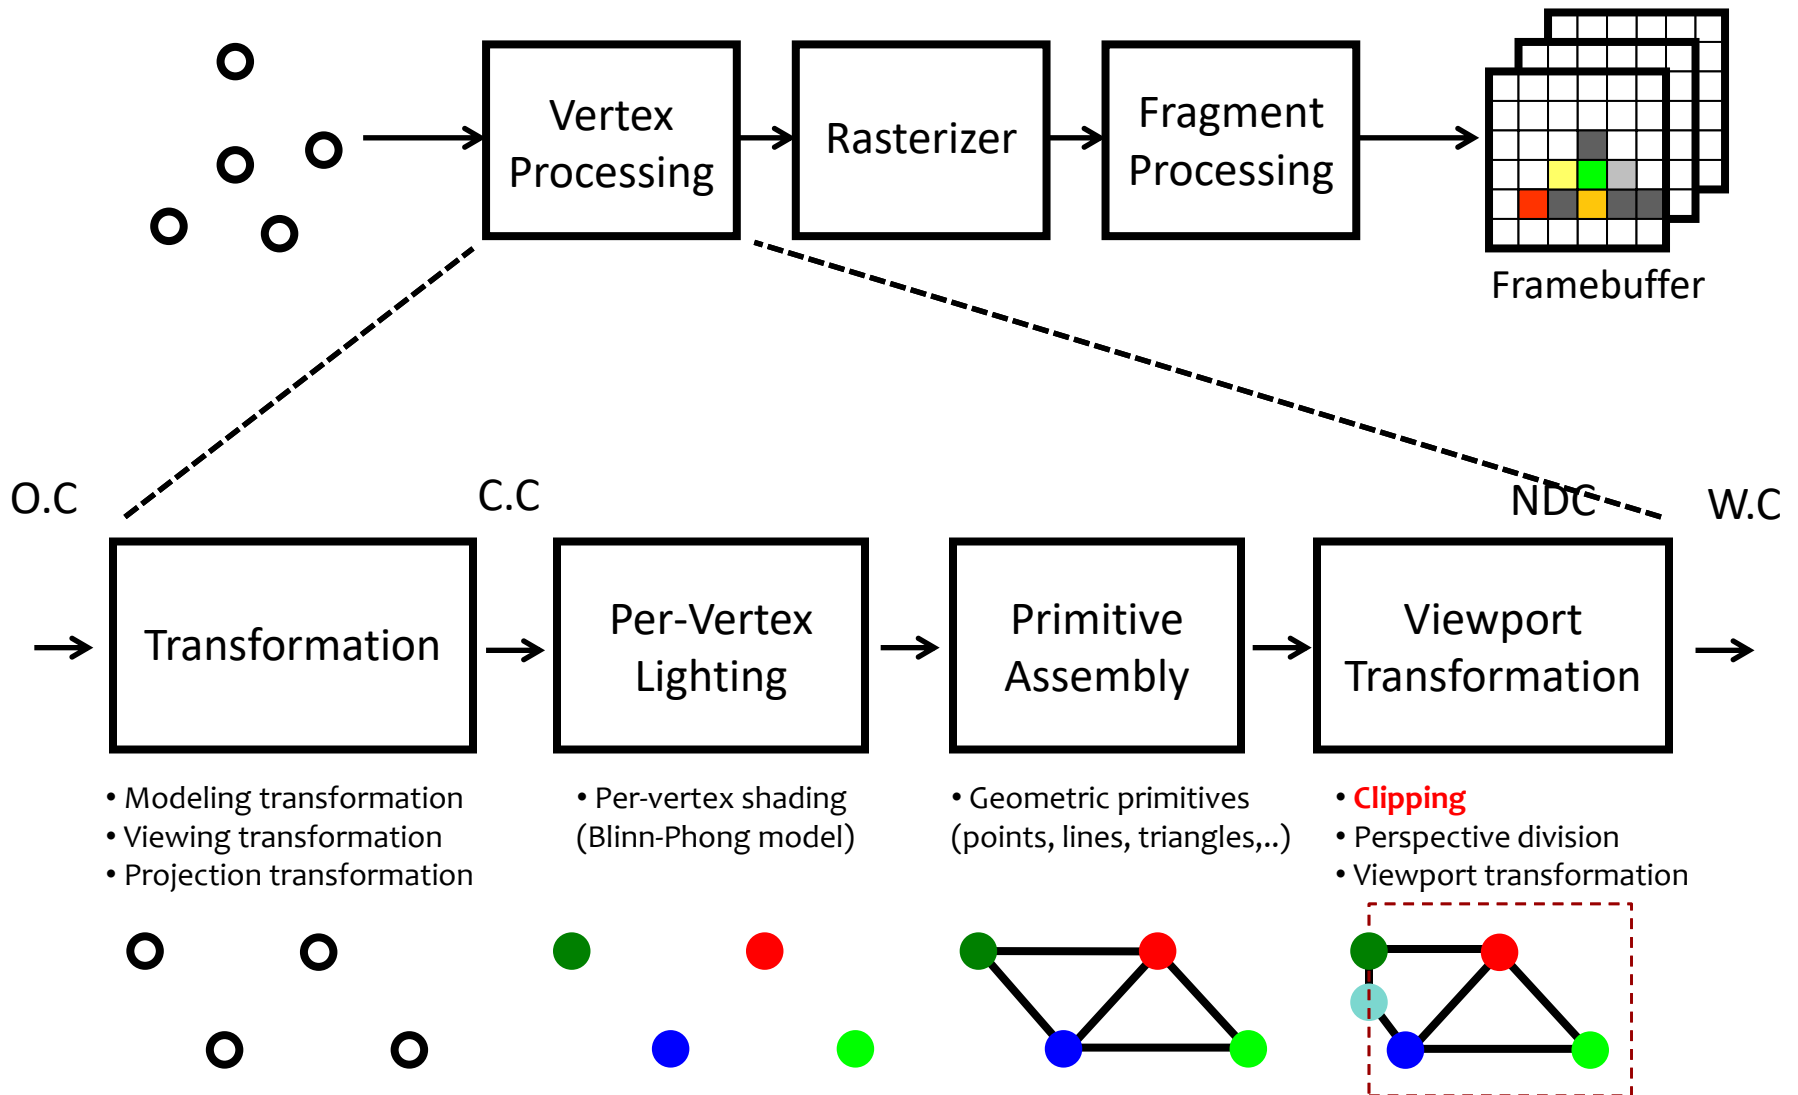 Vertex
Processing
Rasterizer
Fragment
Processing
Framebuffer
O.C
C.C
NDC
W.C
Transformation
Per-Vertex
Lighting
Primitive
Assembly
Viewport
Transformation
• Modeling transformation
• Viewing transformation
• Projection transformation
• Per-vertex shading
(Blinn-Phong model)
• Geometric primitives
(points, lines, triangles,..)
• Clipping
• Perspective division
• Viewport transformation